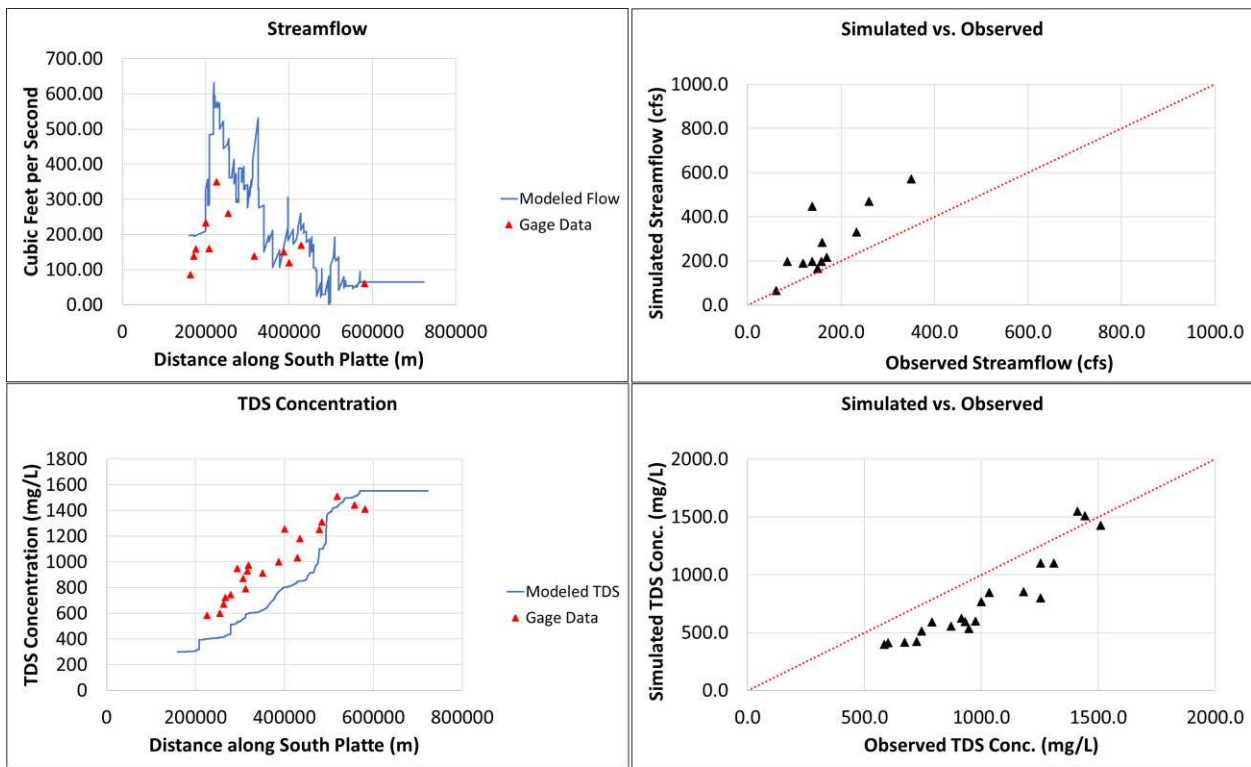 Streamflow
Cubic Feet per Second
700.00
600.00
500.00
400.00
300.00
200.00
100.00
0.00
0 200000 400000 600000 800000
Distance along South Platte (m)
Modeled Flow
Gage Data
Simulated vs. Observed
Simulated Streamflow (cfs)
1000.0
800.0
600.0
400.0
200.0
0.0
0.0 200.0 400.0 600.0 800.0 1000.0
Observed Streamflow (cfs)
TDS Concentration
TDS Concentration (mg/L)
1800
1600
1400
1200
1000
800
600
400
200
0
0 200000 400000 600000 800000
Distance along South Platte (m)
Modeled TDS
Gage Data
Simulated vs. Observed
Simulated TDS Conc. (mg/L)
2000.0
1500.0
1000.0
500.0
0.0
0.0 500.0 1000.0 1500.0 2000.0
Observed TDS Conc. (mg/L)